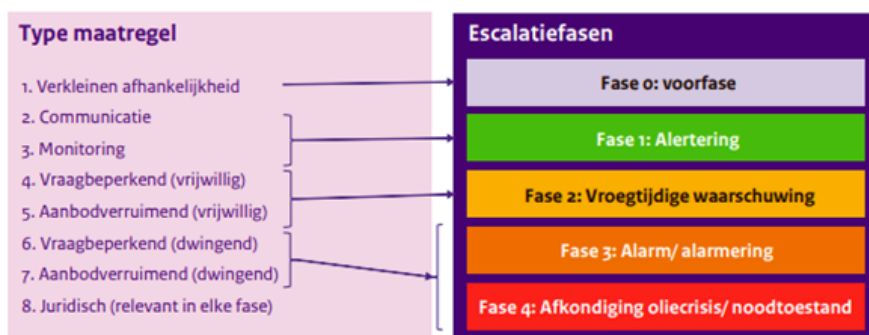 Type maatregel
1. Verkleinen afhankelijkheid
2. Communicatie
3. Monitoring
4. Vraagbeperkend (vrijwillig)
5. Aanbodverruimend (vrijwillig)
6. Vraagbeperkend (dwingend)
7. Aanbodverruimend (dwingend)
8. Juridisch (relevant in elke fase)
Escalatiefasen
Fase 0: voorfase
Fase 1: Alertering
Fase 2: Vroegtijdige waarschuwing
Fase 3: Alarm/ alarmering
Fase 4: Afkondiging oliecrisis/ noodtoestand